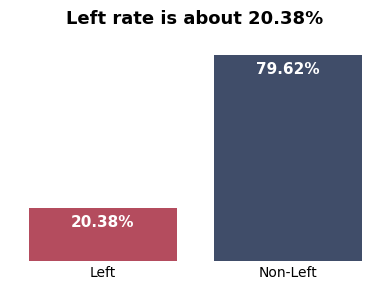 Left rate is about 20.38%
79.62%
20.38%
Left
Non-Left